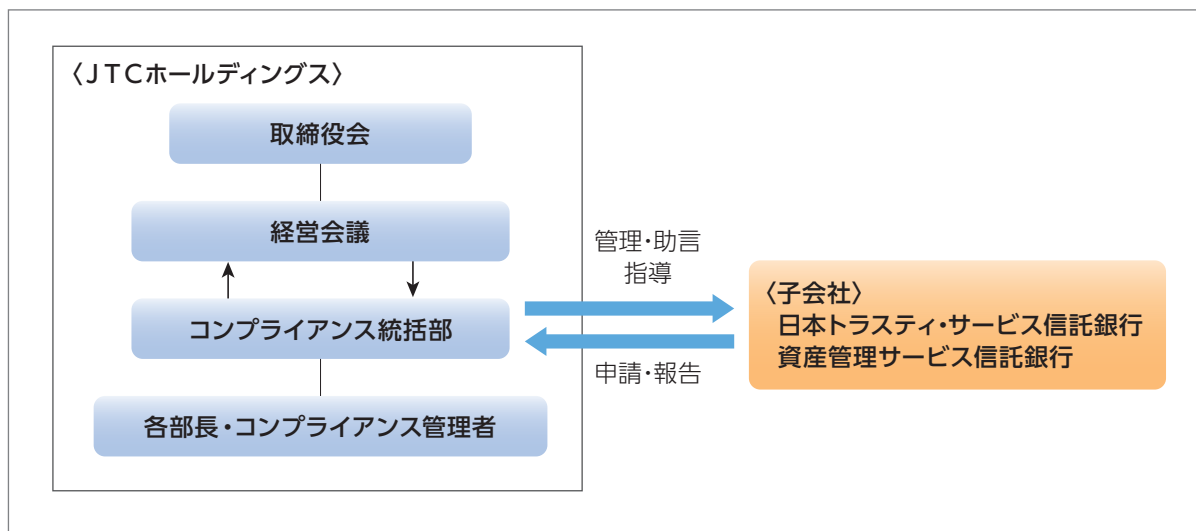 〈JTCホールディングス〉
取締役会
経営会議
コンプライアンス統括部
各部長・コンプライアンス管理者
管理・助言
指導
申請・報告
〈子会社〉
日本トラスティ・サービス信託銀行
資産管理サービス信託銀行